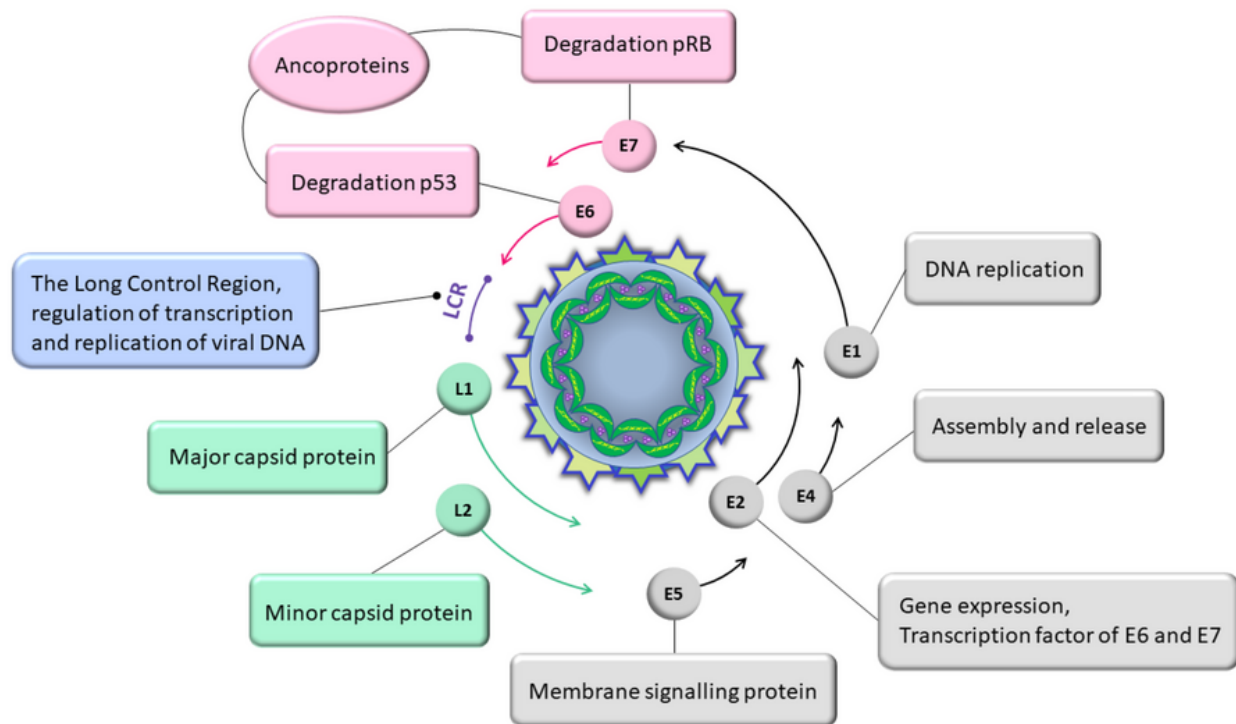 Degradation pRB
Ancoproteins
E7
Degradation p53
E6
The Long Control Region,
regulation of transcription
and replication of viral DNA
LCR
DNA replication
E1
L1
Major capsid protein
Assembly and release
L2
E2
E4
Minor capsid protein
E5
Gene expression,
Transcription factor of E6 and E7
Membrane signalling protein